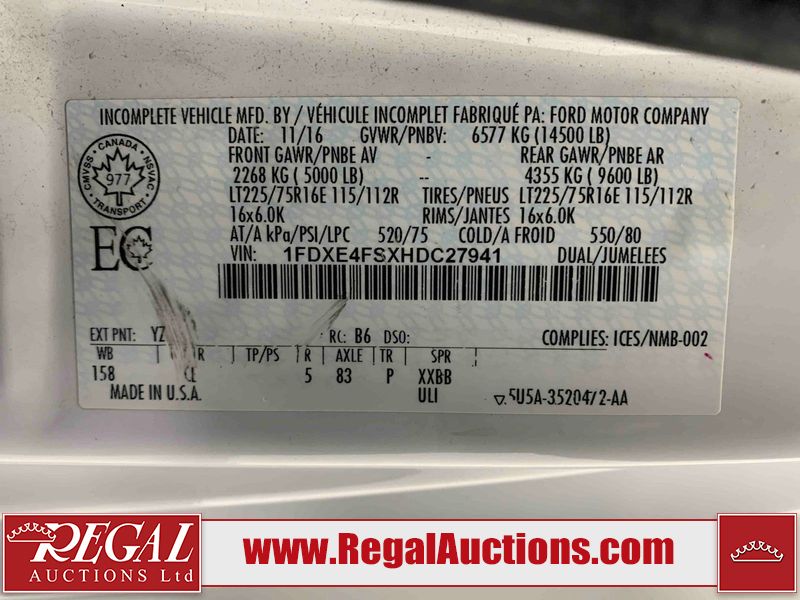 INCOMPLETE VEHICLE MFD. BY / VÉHICULE INCOMPLET FABRIQUÉ PA: FORD MOTOR COMPANY
DATE: 11/16 GVWR/PNBV: 6577 KG (14500 LB)
FRONT GAWR/PNBE AV - REAR GAWR/PNBE AR
2268 KG ( 5000 LB) 4355 KG ( 9600 LB)
LT225/75R16E 115/112R TIRES/PNEUS LT225/75R16E 115/112R
16x6.0K RIMS/JANTES 16x6.0K
AT/A kPa/PSI/LPC 520/75 COLD/A FROID 550/80
VIN: 1FDXE4FSXHDC27941 DUAL/JUMELEES
CANADA
CMVSS - NSVAC
977
TRANSPORT
EC
EXT PNT: YZ RC: B6 DSO: COMPLIES: ICES/NMB-002
WB R TP/PS R AXLE TR SPR
158 CE 5 83 P XXBB
MADE IN U.S.A. ULI 5U5A-3520472-AA
REGAL
AUCTIONS Ltd
www.RegalAuctions.com